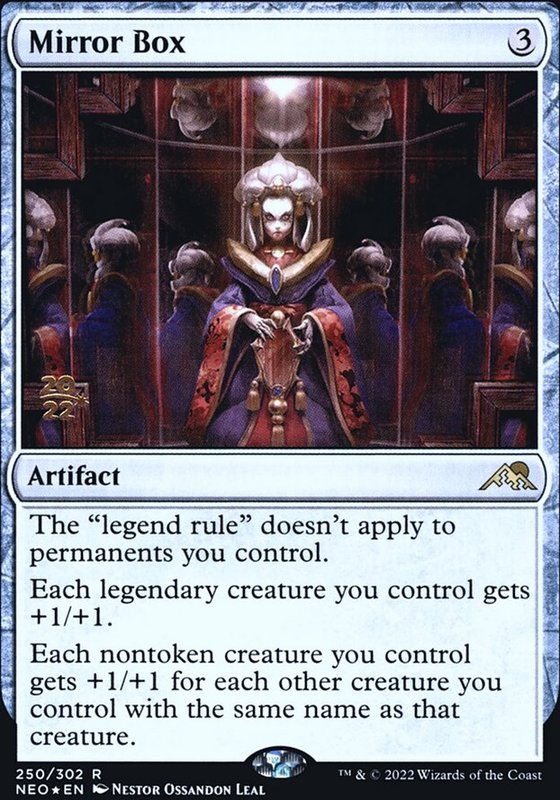 Mirror Box 3
20
22
Artifact
The “legend rule” doesn’t apply to
permanents you control.
Each legendary creature you control gets
+1/+1.
Each nontoken creature you control
gets +1/+1 for each other creature you
control with the same name as that
creature.
250/302 R
NEO★EN Nestor Ossandon Leal
™ & © 2022 Wizards of the Coast